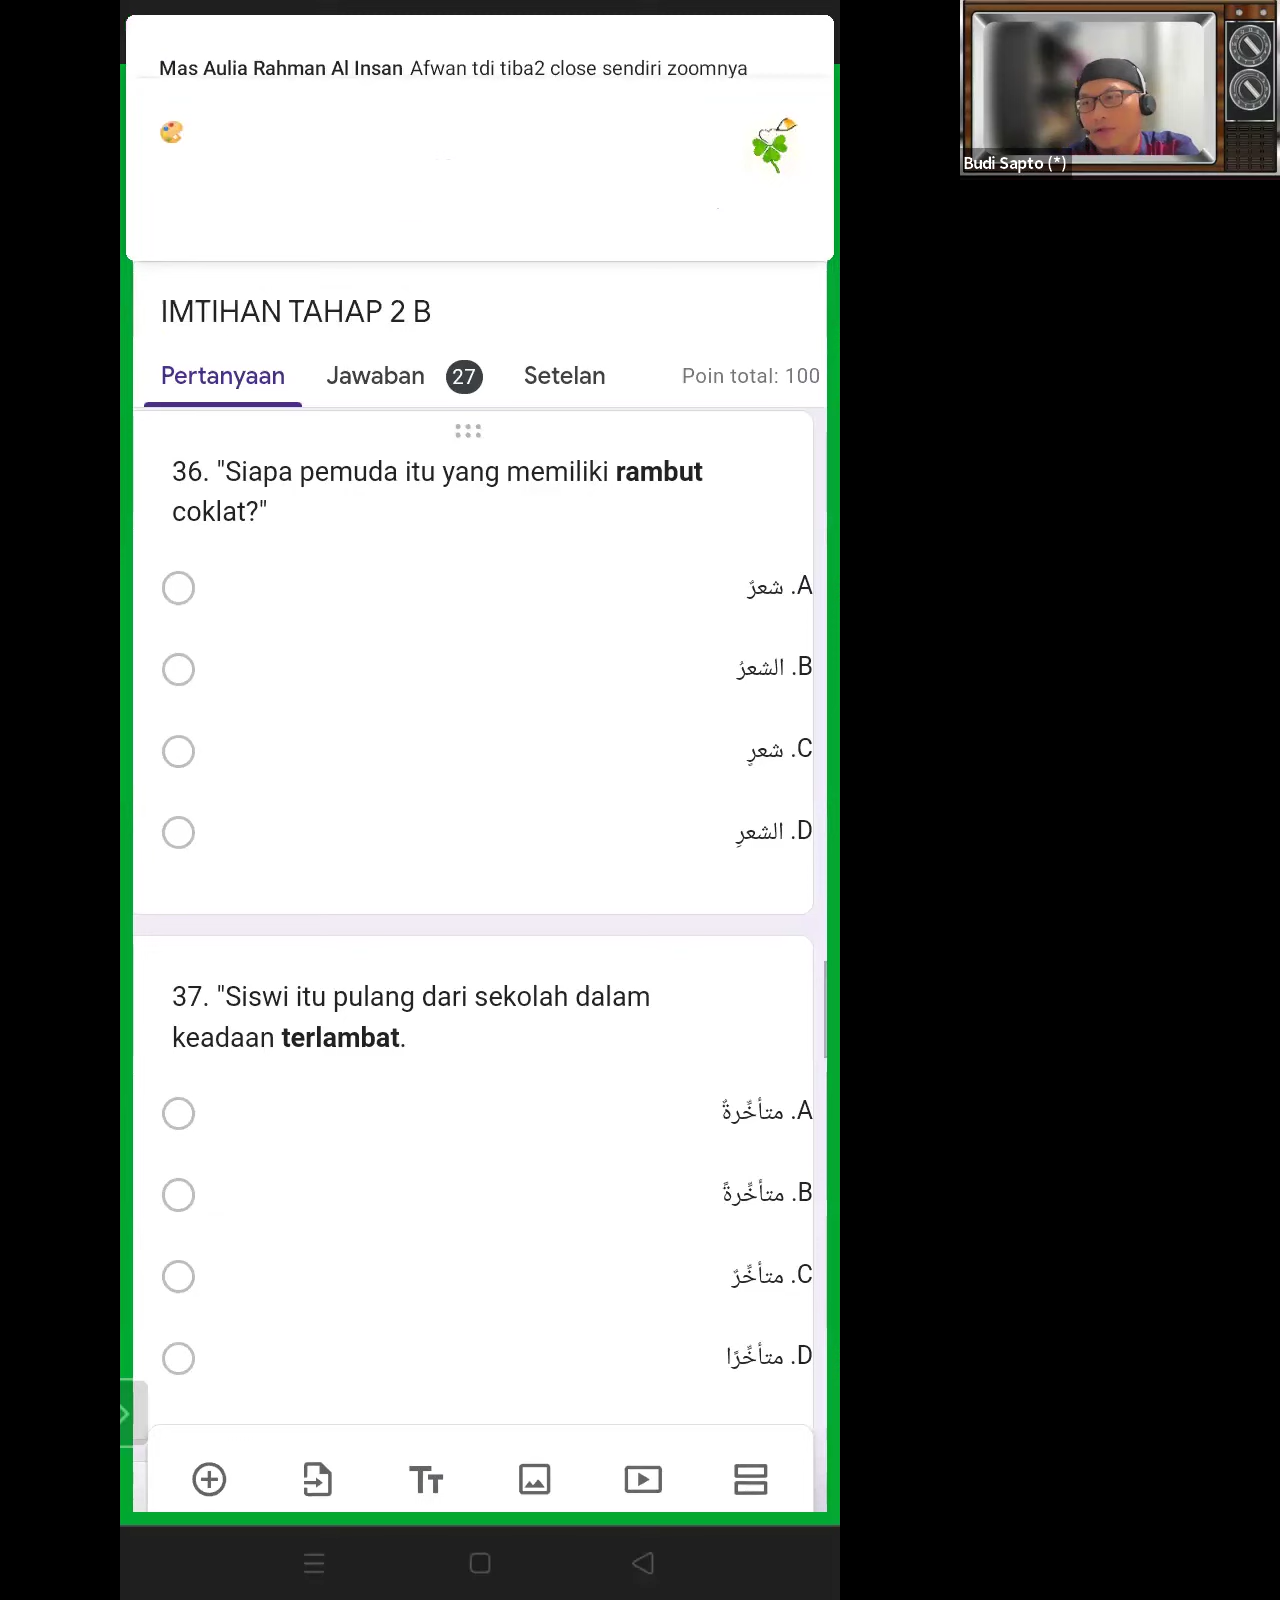 Mas Aulia Rahman Al Insan Afwan tdi tiba2 close sendiri zoomnya
Budi Sapto (*)
IMTIHAN TAHAP 2 B
Pertanyaan Jawaban 27 Setelan Poin total: 100
36. "Siapa pemuda itu yang memiliki rambut
coklat?"
A. شعرٌ
B. الشعرُ
C. شعرٍ
D. الشعرِ
37. "Siswi itu pulang dari sekolah dalam
keadaan terlambat.
A. متأخِّرةٌ
B. متأخِّرةً
C. متأخِّرٌ
D. متأخِّرًا